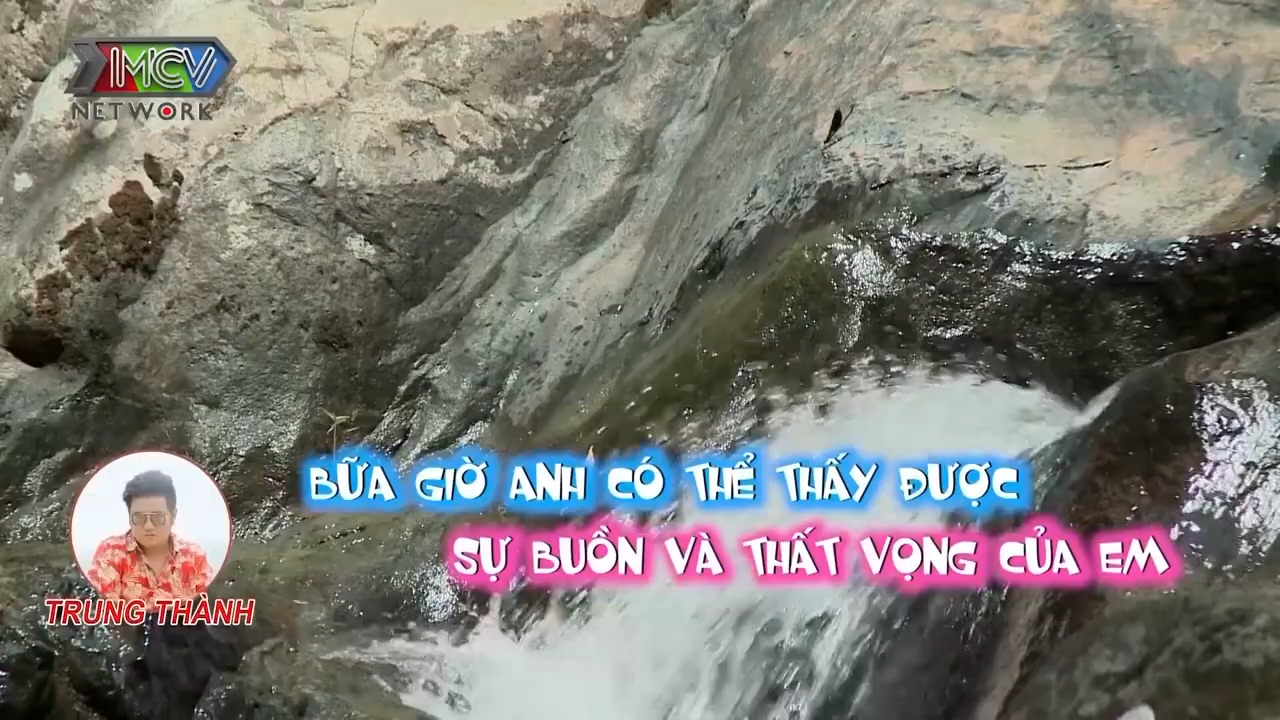 MCV
NETWORK
BỮA GIỜ ANH CÓ THỂ THẤY ĐƯỢC
SỰ BUỒN VÀ THẤT VỌNG CỦA EM
TRUNG THÀNH